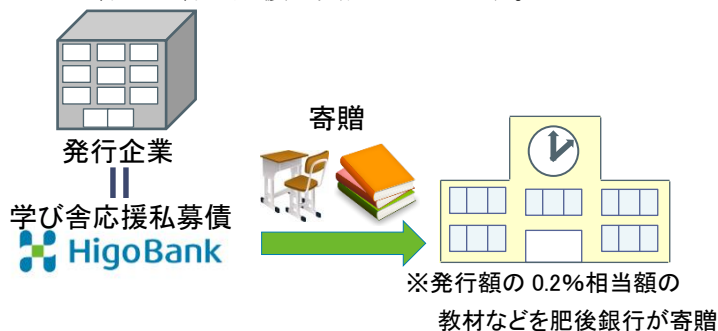 発行企業
学び舎応援私募債
HigoBank
寄贈
※発行額の 0.2%相当額の
教材などを肥後銀行が寄贈